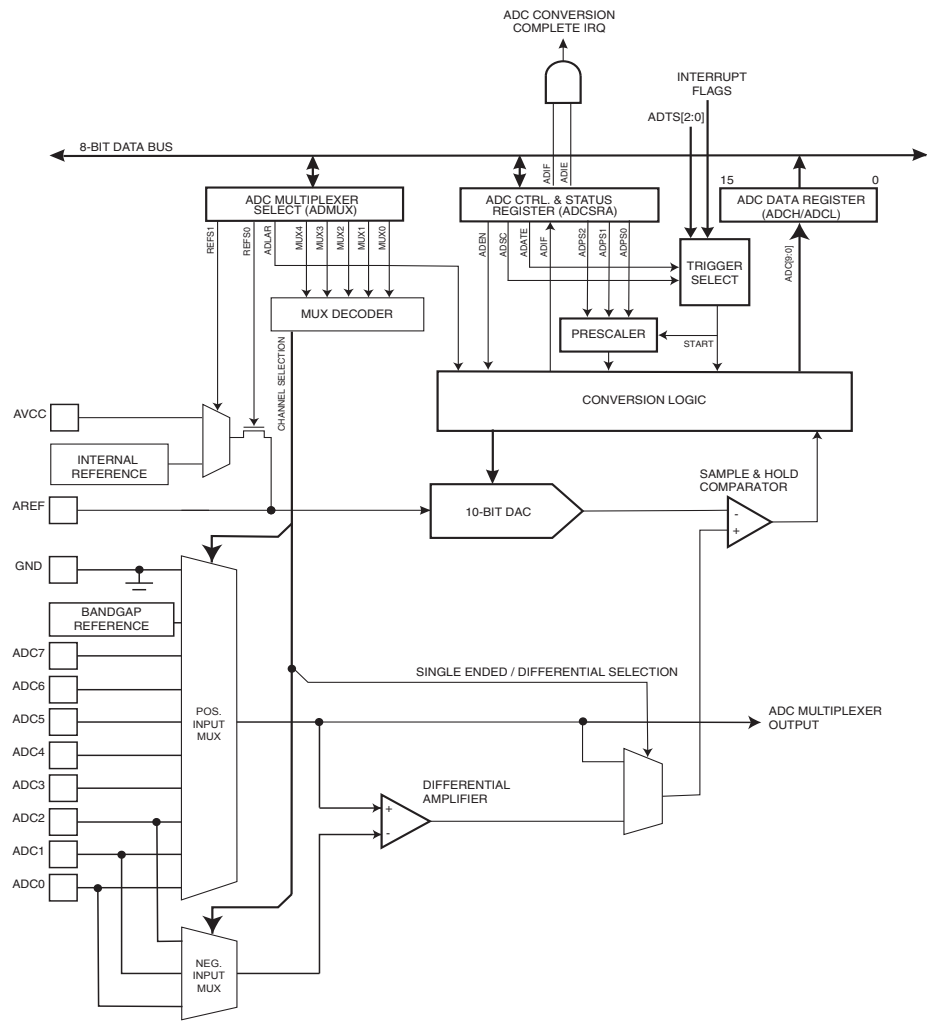 ADC CONVERSION
COMPLETE IRQ
INTERRUPT
FLAGS
ADTS[2:0]
8-BIT DATA BUS
ADIF
ADIE
15
0
ADC MULTIPLEXER
SELECT (ADMUX)
ADC CTRL. & STATUS
REGISTER (ADCSRA)
ADC DATA REGISTER
(ADCH/ADCL)
REFS1
REFS0
ADLAR
MUX4
MUX3
MUX2
MUX1
MUX0
ADEN
ADSC
ADATE
ADIF
ADPS2
ADPS1
ADPS0
TRIGGER
SELECT
ADC[9:0]
MUX DECODER
PRESCALER
START
CHANNEL SELECTION
CONVERSION LOGIC
AVCC
INTERNAL
REFERENCE
SAMPLE & HOLD
COMPARATOR
AREF
10-BIT DAC
-
+
GND
BANDGAP
REFERENCE
ADC7
SINGLE ENDED / DIFFERENTIAL SELECTION
ADC6
ADC5
POS.
INPUT
MUX
ADC MULTIPLEXER
OUTPUT
ADC4
ADC3
DIFFERENTIAL
AMPLIFIER
+
-
ADC2
ADC1
ADC0
NEG.
INPUT
MUX